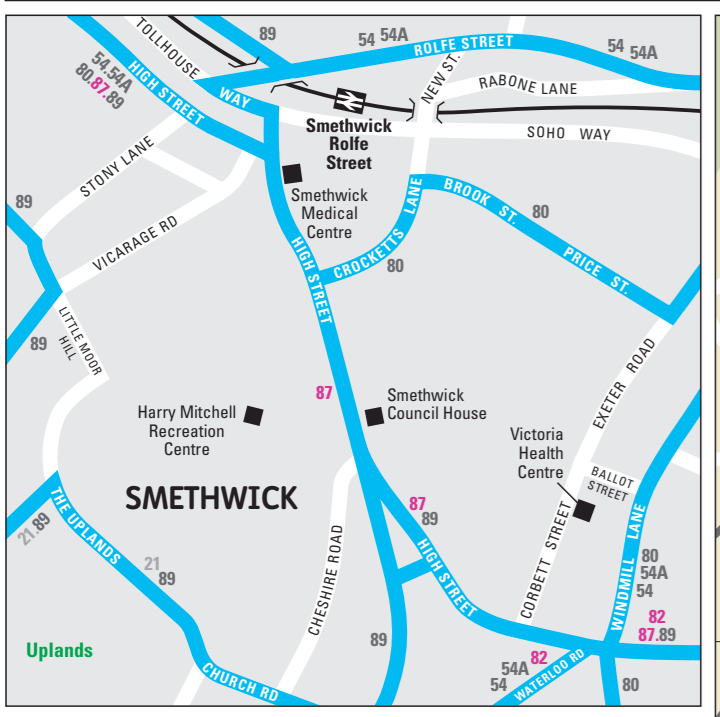 TOLLHOUSE
WAY
89
54 54A
ROLFE STREET
54 54A
54.54A
80.87.89
HIGH STREET
NEW ST.
RABONE LANE
SOHO WAY
Smethwick
Rolfe
Street
STONY LANE
Smethwick
Medical
Centre
89
VICARAGE RD
HIGH STREET
CROCKETTS LANE
80
BROOK ST.
80
PRICE ST.
89
LITTLE MOOR
HILL
87
Harry Mitchell
Recreation
Centre
Smethwick
Council House
EXETER ROAD
Victoria
Health
Centre
BALLOT
STREET
SMETHWICK
87
89
HIGH STREET
THE UPLANDS
21.89
21
89
CHESHIRE ROAD
CORBETT STREET
WINDMILL LANE
80
54A
54
82
87.89
Uplands
89
CHURCH RD
82
54A
54
WATERLOO RD
80